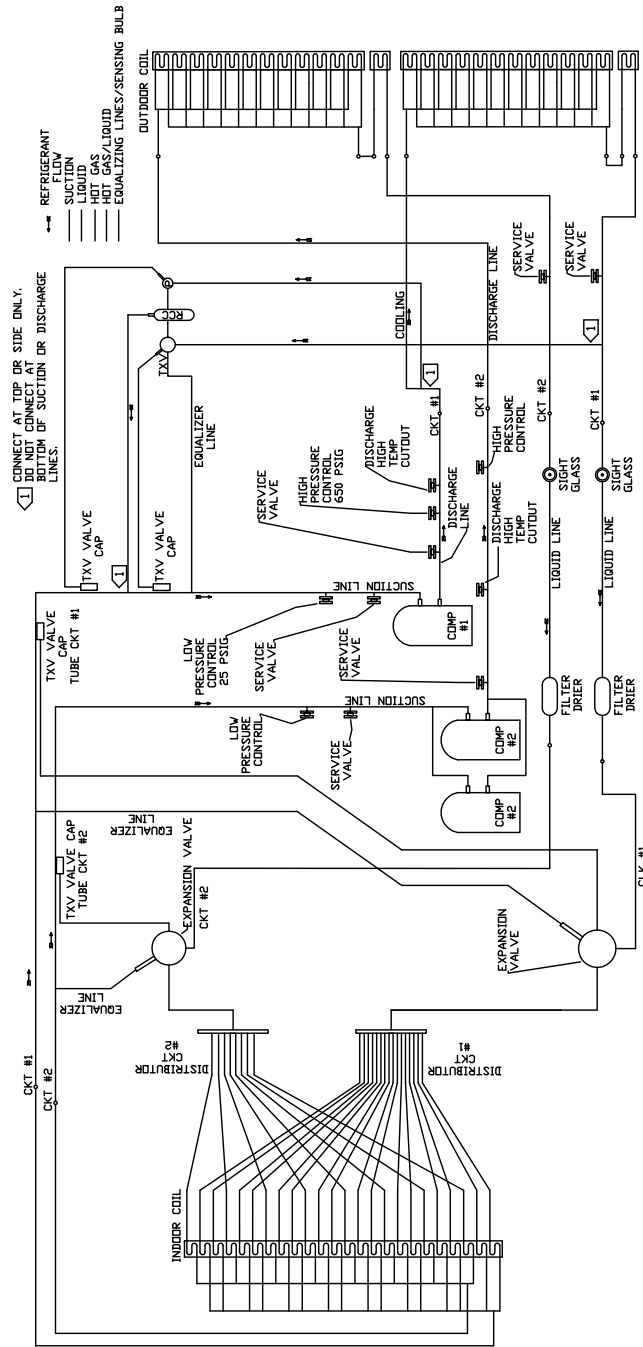 OUTDOOR COIL
REFRIGERANT
FLOW
SUCTION
LIQUID
HOT GAS
HOT GAS/LIQUID
EQUALIZING LINES/SENSING BULB
1
CONNECT AT TOP OR SIDE ONLY.
DO NOT CONNECT AT
BOTTOM OF SUCTION OR DISCHARGE
LINES.
RCC
TXV
EQUALIZER
LINE
TXV VALVE
CAP
TXV VALVE
CAP
1
TXV VALVE
CAP
TUBE CKT #1
COOLING
DISCHARGE LINE
SERVICE
VALVE
SERVICE
VALVE
1
1
CKT #1
CKT #2
CKT #2
CKT #1
DISCHARGE
HIGH
TEMP
CUTOUT
HIGH
PRESSURE
CONTROL
650 PSIG
SERVICE
VALVE
DISCHARGE
LINE
HIGH
PRESSURE
CONTROL
DISCHARGE
HIGH
TEMP
CUTOUT
SIGHT
GLASS
SIGHT
GLASS
LIQUID LINE
LIQUID LINE
SUCTION LINE
LOW
PRESSURE
CONTROL
25 PSIG
SERVICE
VALVE
SERVICE
VALVE
COMP
#1
SUCTION LINE
LOW
PRESSURE
CONTROL
SERVICE
VALVE
COMP
#2
COMP
#2
FILTER
DRIER
FILTER
DRIER
EQUALIZER
LINE
TXV VALVE CAP
TUBE CKT #2
EXPANSION VALVE
CKT #2
EQUALIZER
LINE
EXPANSION
VALVE
CKT #1
CKT #2
DISTRIBUTOR
CKT
#2
DISTRIBUTOR
CKT
#1
INDOOR COIL